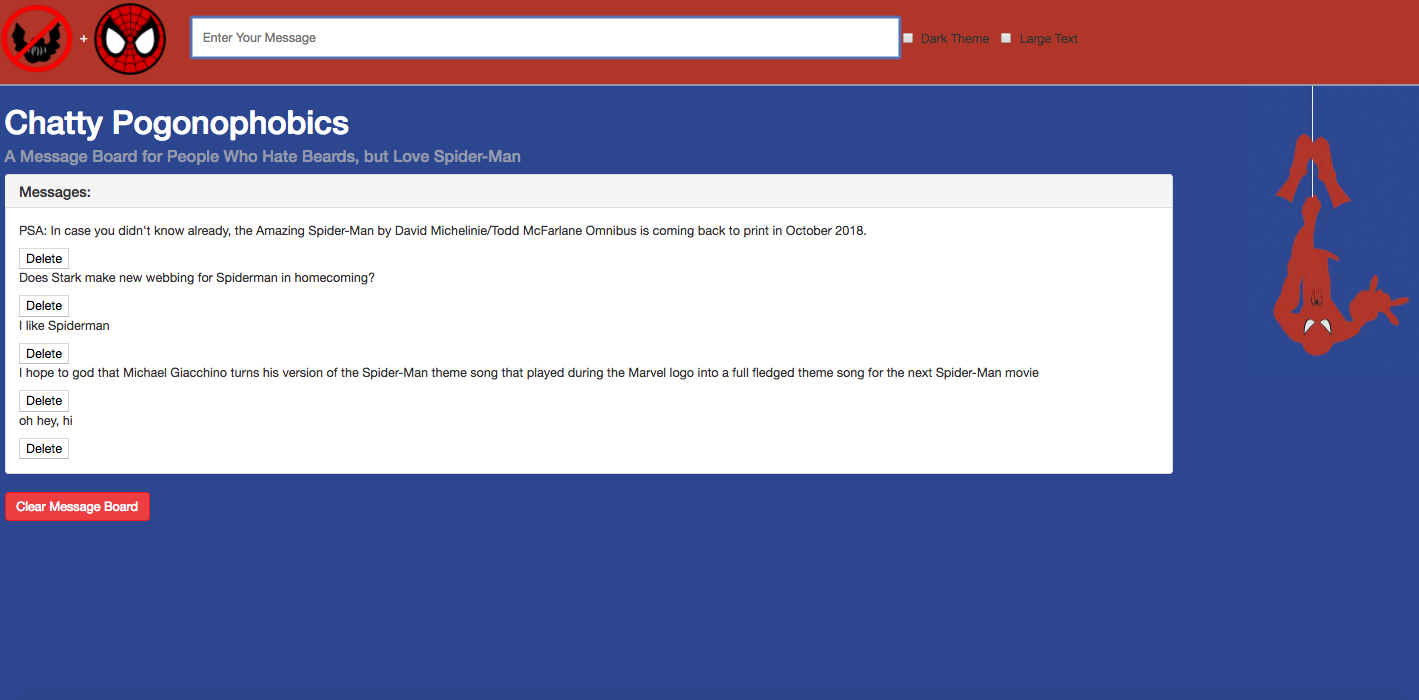 +
Enter Your Message
Dark Theme
Large Text
Chatty Pogonophobics
A Message Board for People Who Hate Beards, but Love Spider-Man
Messages:
PSA: In case you didn't know already, the Amazing Spider-Man by David Michelinie/Todd McFarlane Omnibus is coming back to print in October 2018.
Delete
Does Stark make new webbing for Spiderman in homecoming?
Delete
I like Spiderman
Delete
I hope to god that Michael Giacchino turns his version of the Spider-Man theme song that played during the Marvel logo into a full fledged theme song for the next Spider-Man movie
Delete
oh hey, hi
Delete
Clear Message Board